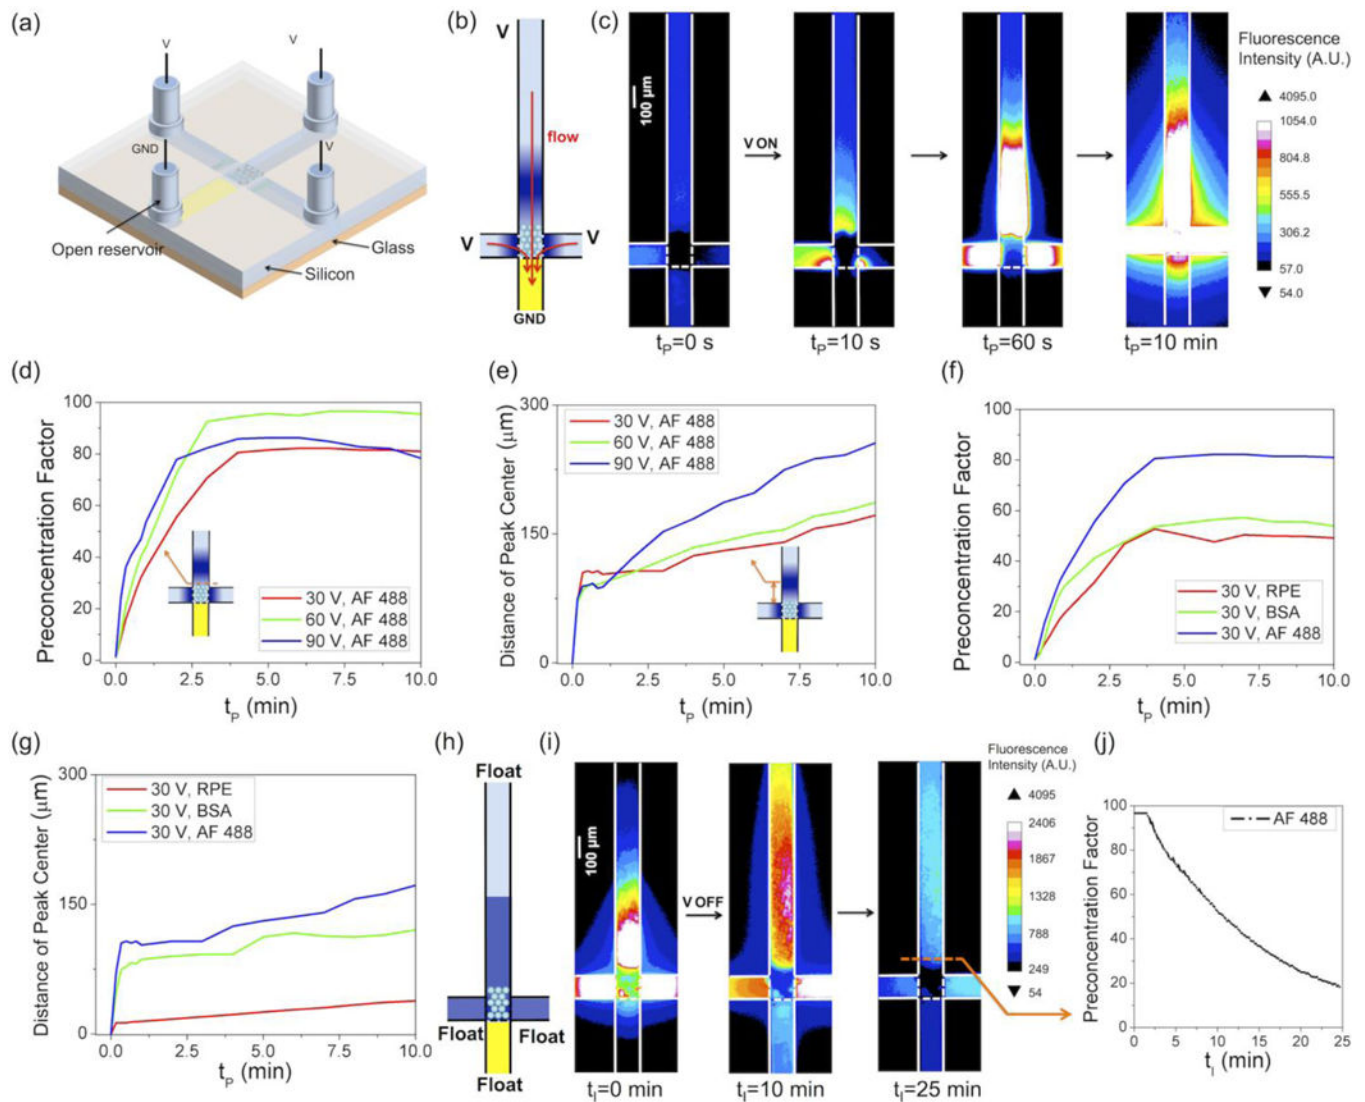 (a)
V
V
GND
V
Open reservoir
Glass
Silicon
(b)
V
flow
V
V
GND
(c)
100 μm
V ON
Fluorescence
Intensity (A.U.)
4095.0
1054.0
804.8
555.5
306.2
57.0
54.0
tP=0 s
tP=10 s
tP=60 s
tP=10 min
(d)
Preconcentration Factor
100
80
60
40
20
0
30 V, AF 488
60 V, AF 488
90 V, AF 488
0.0 2.5 5.0 7.5 10.0
tP (min)
(e)
Distance of Peak Center (μm)
300
150
0
30 V, AF 488
60 V, AF 488
90 V, AF 488
0.0 2.5 5.0 7.5 10.0
tP (min)
(f)
Preconcentration Factor
100
80
60
40
20
0
30 V, RPE
30 V, BSA
30 V, AF 488
0.0 2.5 5.0 7.5 10.0
tP (min)
(g)
Distance of Peak Center (μm)
300
150
0
30 V, RPE
30 V, BSA
30 V, AF 488
0.0 2.5 5.0 7.5 10.0
tP (min)
(h)
Float
Float Float
Float
(i)
100 μm
V OFF
Fluorescence
Intensity (A.U.)
4095
2406
1867
1328
788
249
54
tI=0 min
tI=10 min
tI=25 min
(j)
Preconcentration Factor
100
80
60
40
20
0
AF 488
0 5 10 15 20 25
tI (min)